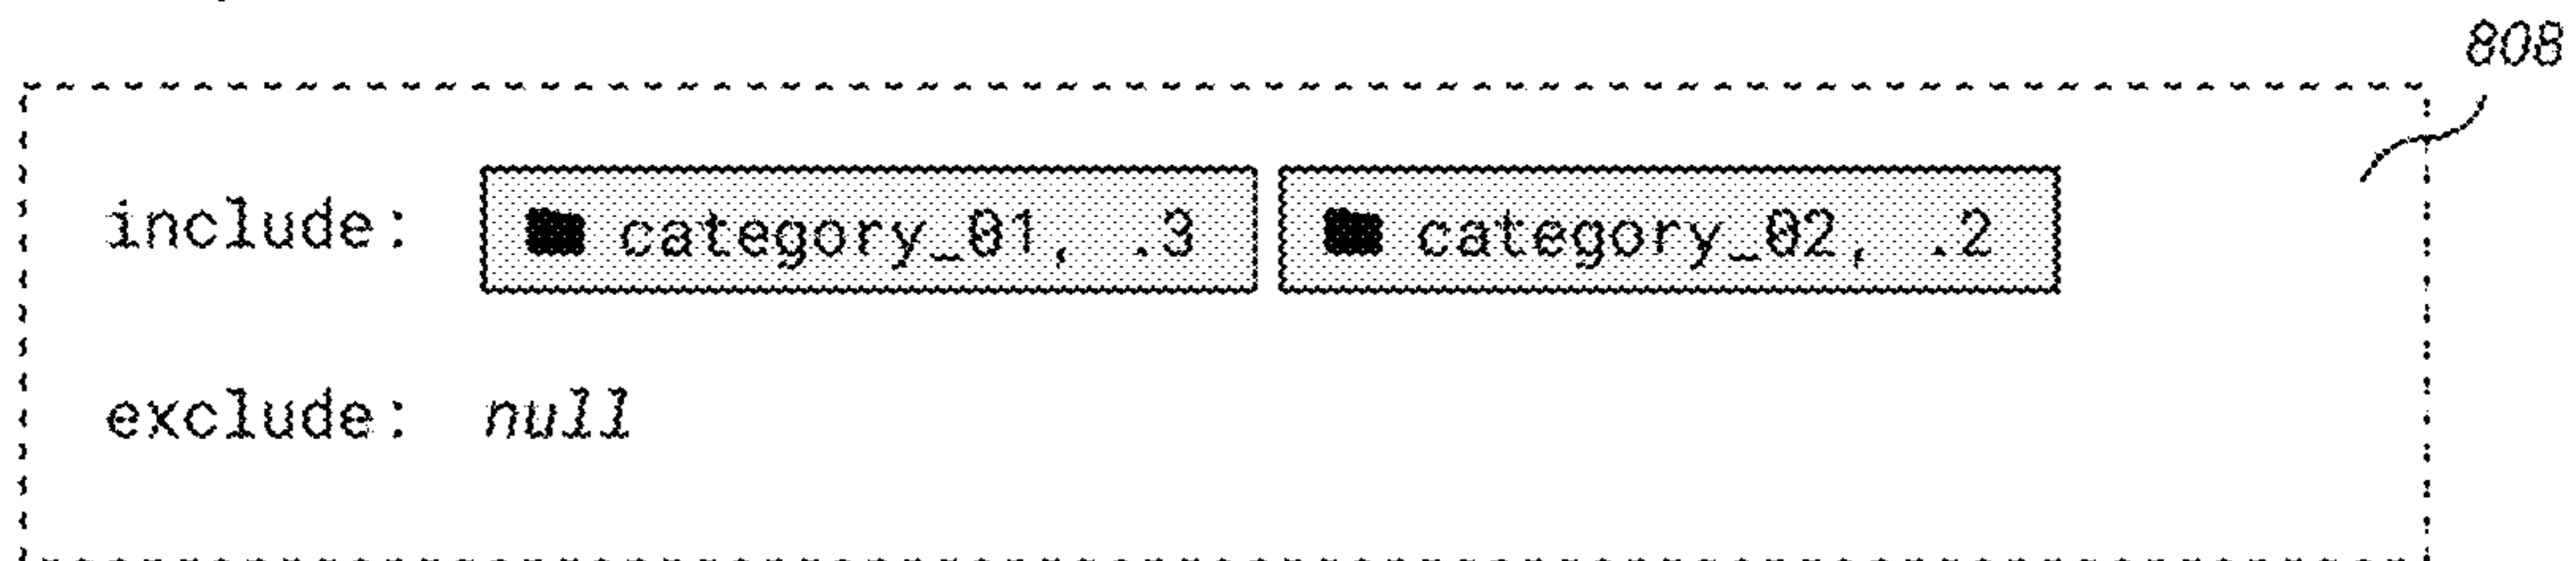 808
include: category_01, .3 category_02, .2
exclude: null